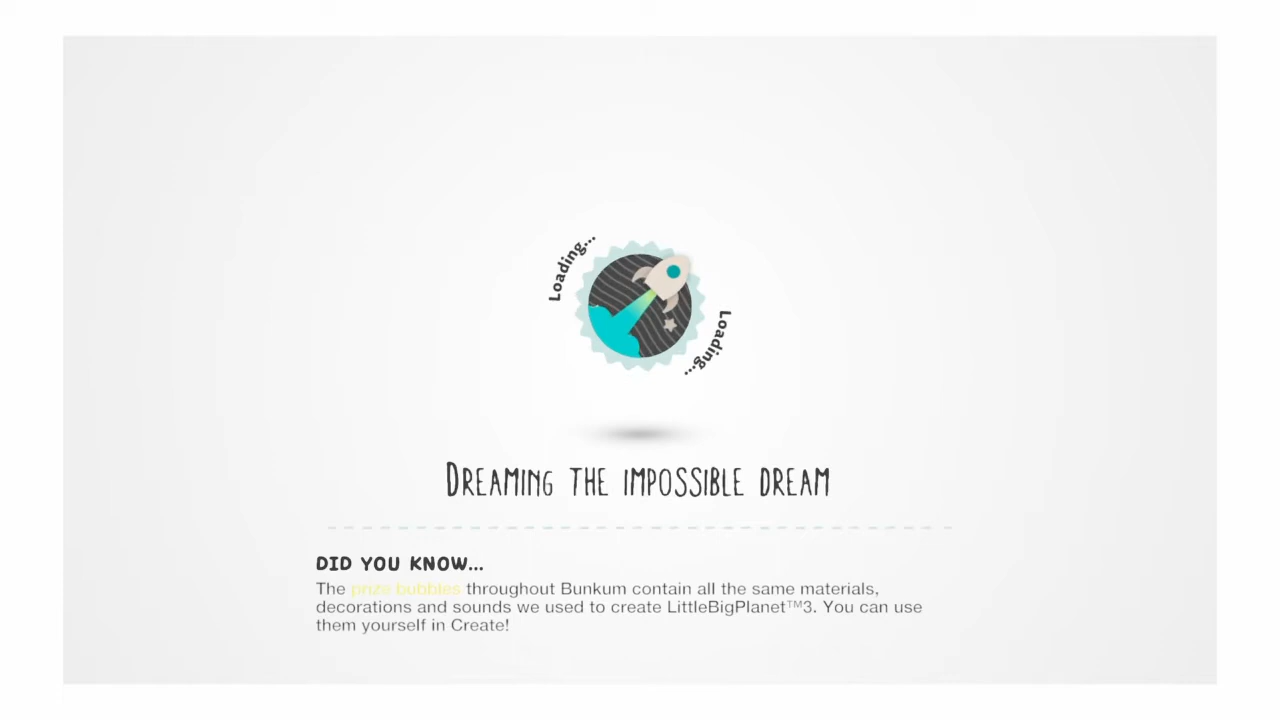 Loading...
Loading...
DREAMING THE IMPOSSIBLE DREAM
DID YOU KNOW...
The prize bubbles throughout Bunkum contain all the same materials,
decorations and sounds we used to create LittleBigPlanet™3. You can use
them yourself in Create!